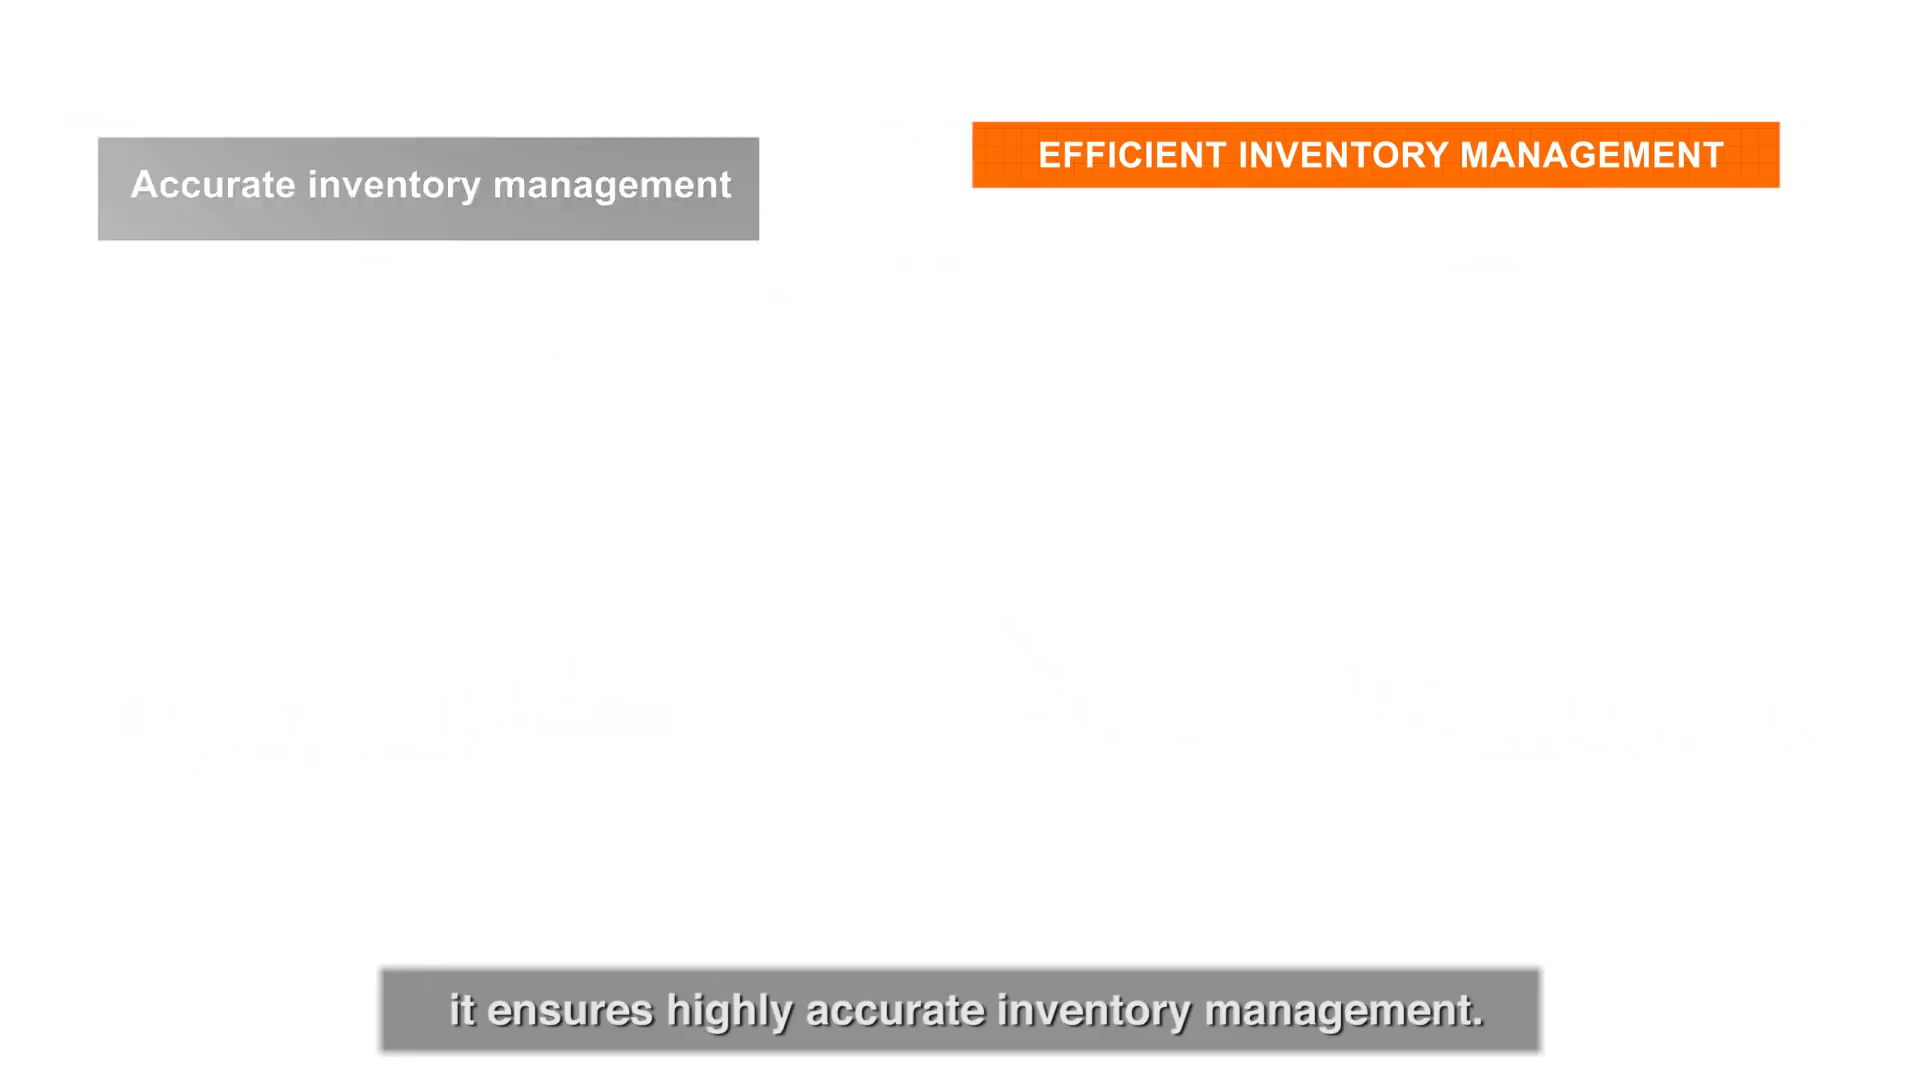 Accurate inventory management
EFFICIENT INVENTORY MANAGEMENT
it ensures highly accurate inventory management.